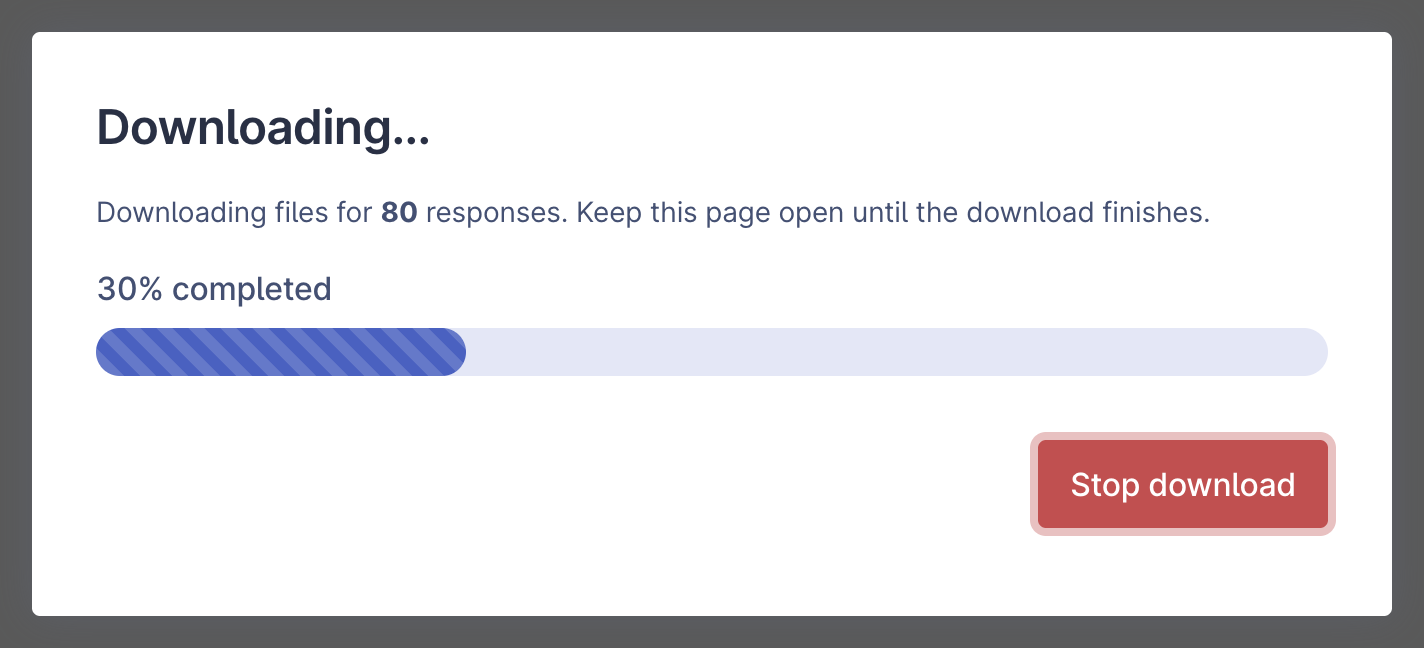 Downloading...
Downloading files for 80 responses. Keep this page open until the download finishes.
30% completed
Stop download